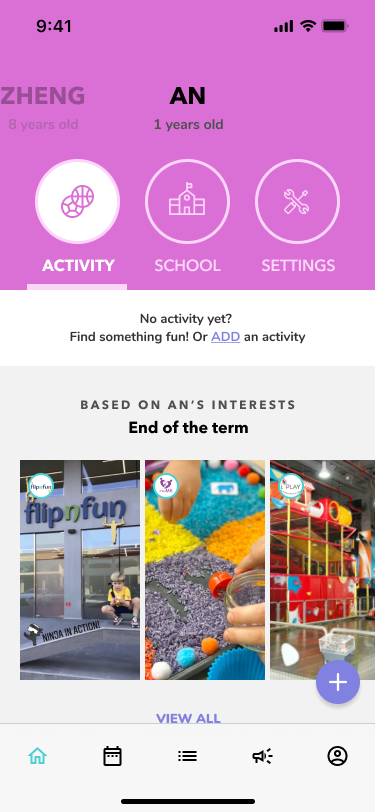 9:41
ZHENG
AN
8 years old
1 years old
ACTIVITY
SCHOOL
SETTINGS
No activity yet?
Find something fun! Or ADD an activity
BASED ON AN'S INTERESTS
End of the term
flipnfun
PLAY
flipnfun
NINJA IN ACTION!
VIEW ALL